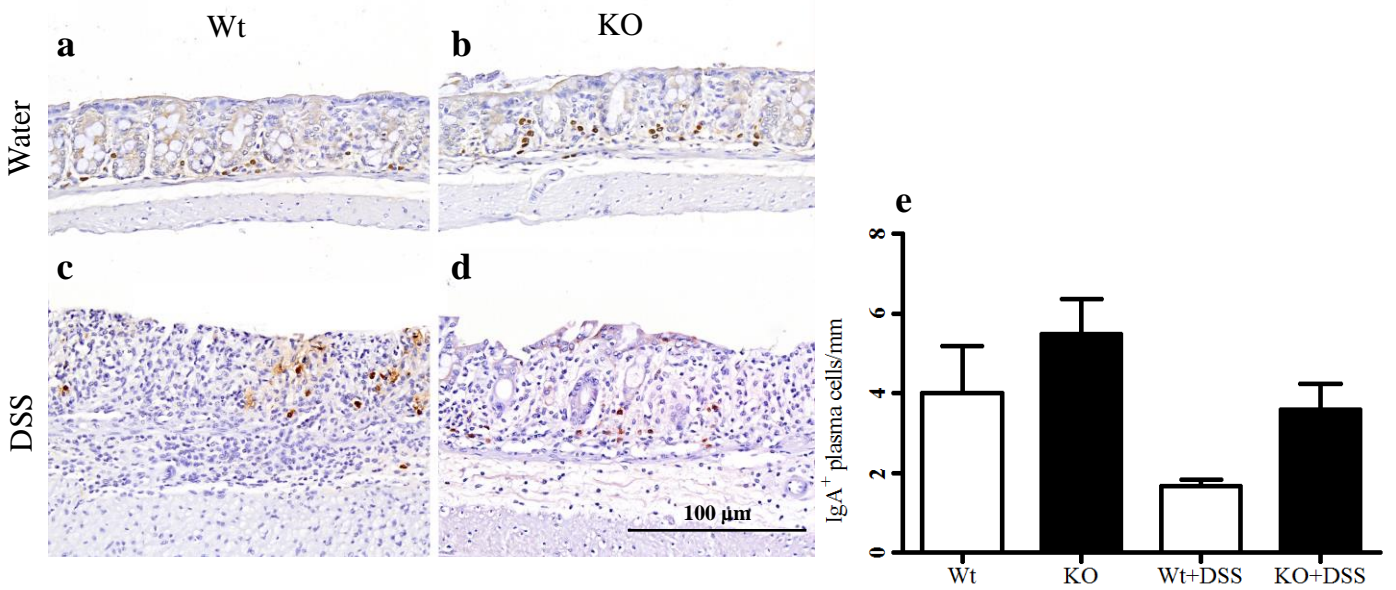 Wt
KO
a
b
Water
c
d
DSS
100 μm
e
8
6
4
2
0
IgA⁺ plasma cells/mm
Wt
KO
Wt+DSS
KO+DSS